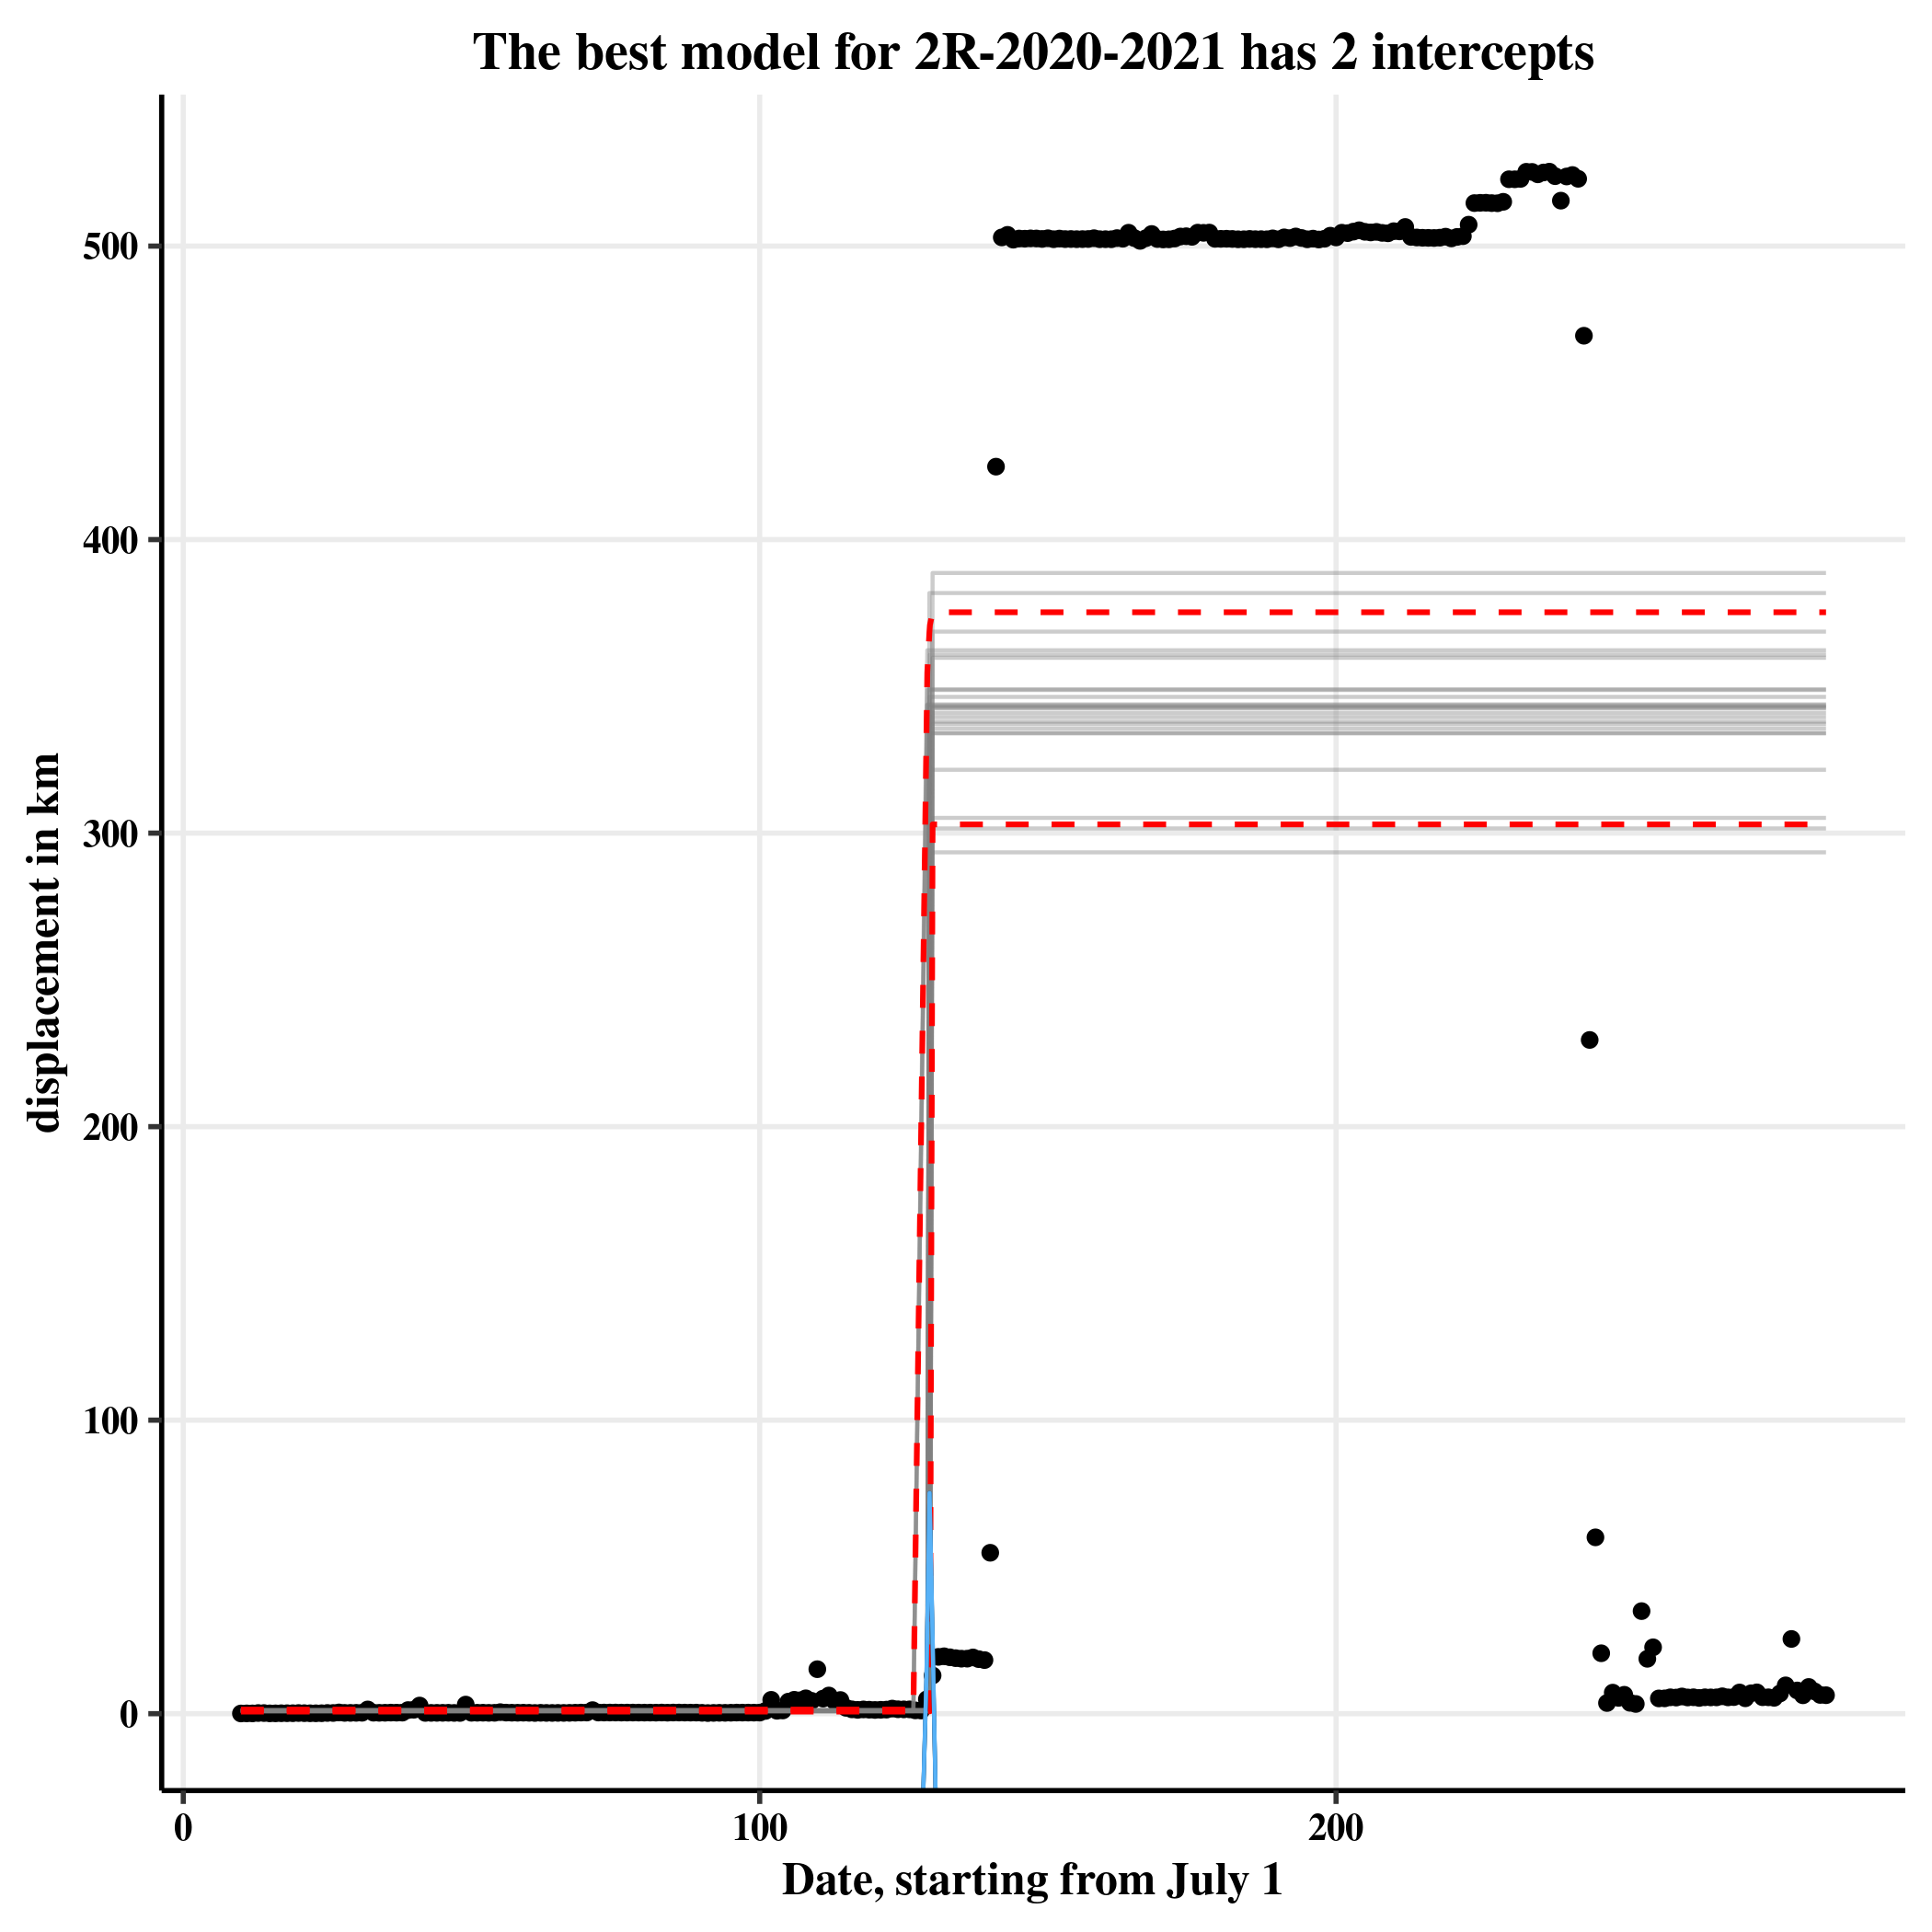 The best model for 2R-2020-2021 has 2 intercepts
500
400
300
200
100
0
displacement in km
0 100 200
Date, starting from July 1